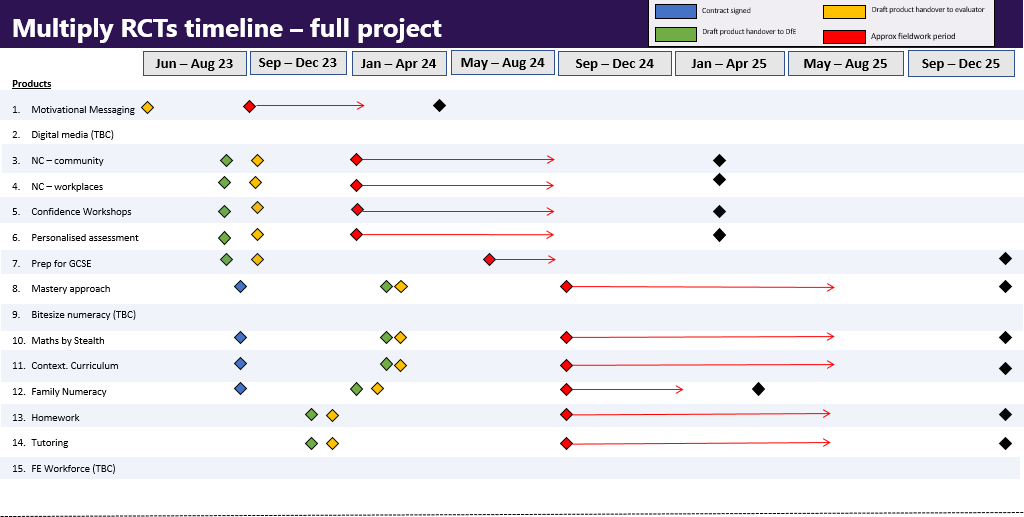 Multiply RCTs timeline – full project
Contract signed
Draft product handover to evaluator
Draft product handover to DfE
Approx fieldwork period
Jun – Aug 23
Sep – Dec 23
Jan – Apr 24
May – Aug 24
Sep – Dec 24
Jan – Apr 25
May – Aug 25
Sep – Dec 25
Products
1. Motivational Messaging
2. Digital media (TBC)
3. NC – community
4. NC – workplaces
5. Confidence Workshops
6. Personalised assessment
7. Prep for GCSE
8. Mastery approach
9. Bitesize numeracy (TBC)
10. Maths by Stealth
11. Context. Curriculum
12. Family Numeracy
13. Homework
14. Tutoring
15. FE Workforce (TBC)